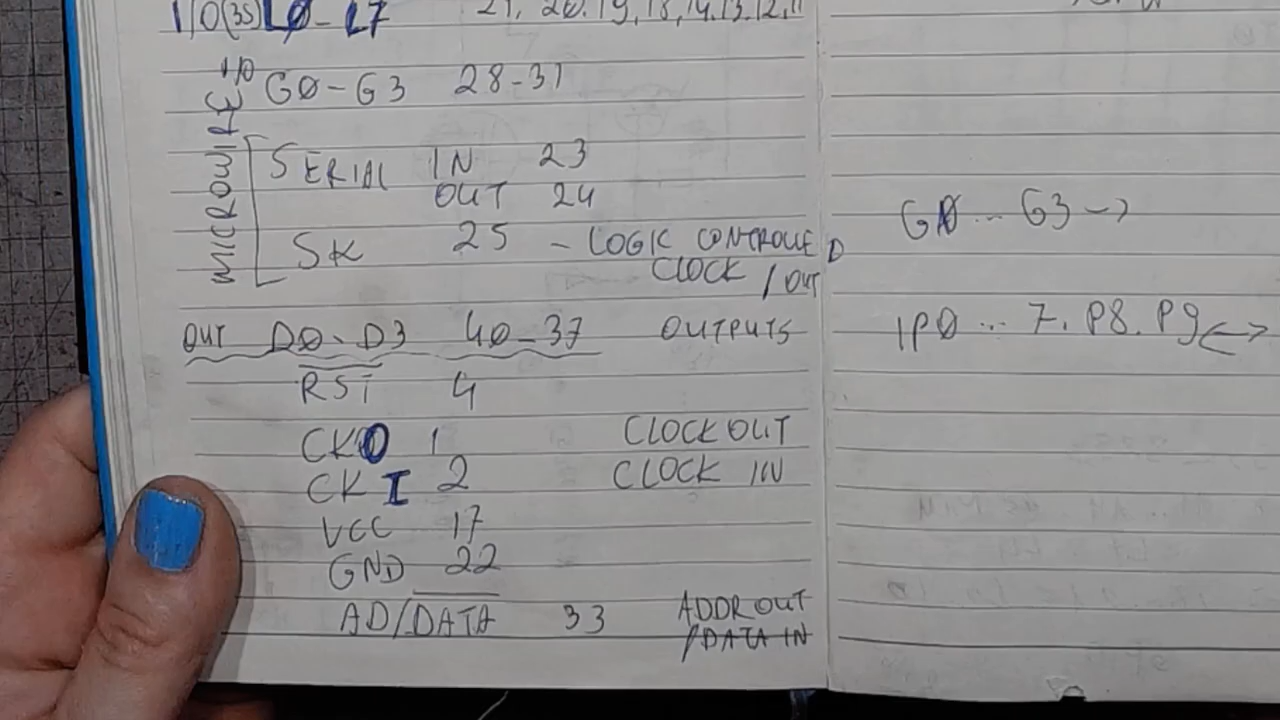 I/O(3S) L0 - L7 21, 20.19, 18, 14.13.12, 11
I/O G0 - G3 28 - 31
MICROWIRE
SERIAL IN 23
OUT 24
SK 25 - LOGIC CONTROLLED
CLOCK / OUT
OUT D0 - D3 40 - 37 OUTPUTS
RST 4
CKO 1 CLOCK OUT
CKI 2 CLOCK IN
VCC 17
GND 22
AD/DATA 33 ADDR OUT
/DATA IN
G0 ... G3 →
IP0 ... 7. P8. P9 ↔